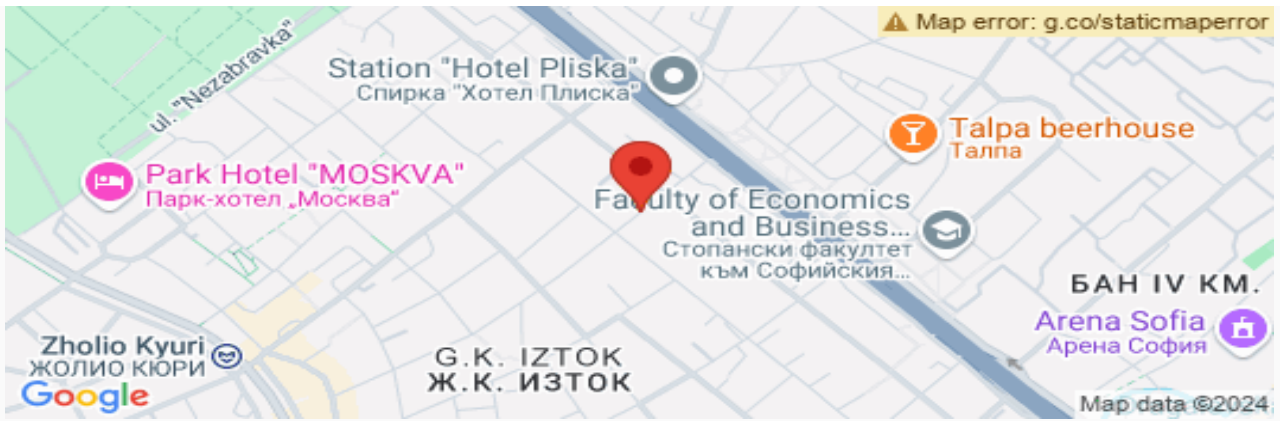 Map error: g.co/staticmaperror
ul. "Nezabravka"
Station "Hotel Pliska"
Спирка "Хотел Плиска"
Talpa beerhouse
Талпа
Park Hotel "MOSKVA"
Парк-хотел „Москва“
Faculty of Economics
and Business...
Стопански факултет
към Софийския...
БАН IV КМ.
Arena Sofia
Арена София
Zholio Kyuri
ЖОЛИО КЮРИ
G.K. IZTOK
Ж.К. ИЗТОК
Google
Map data ©2024